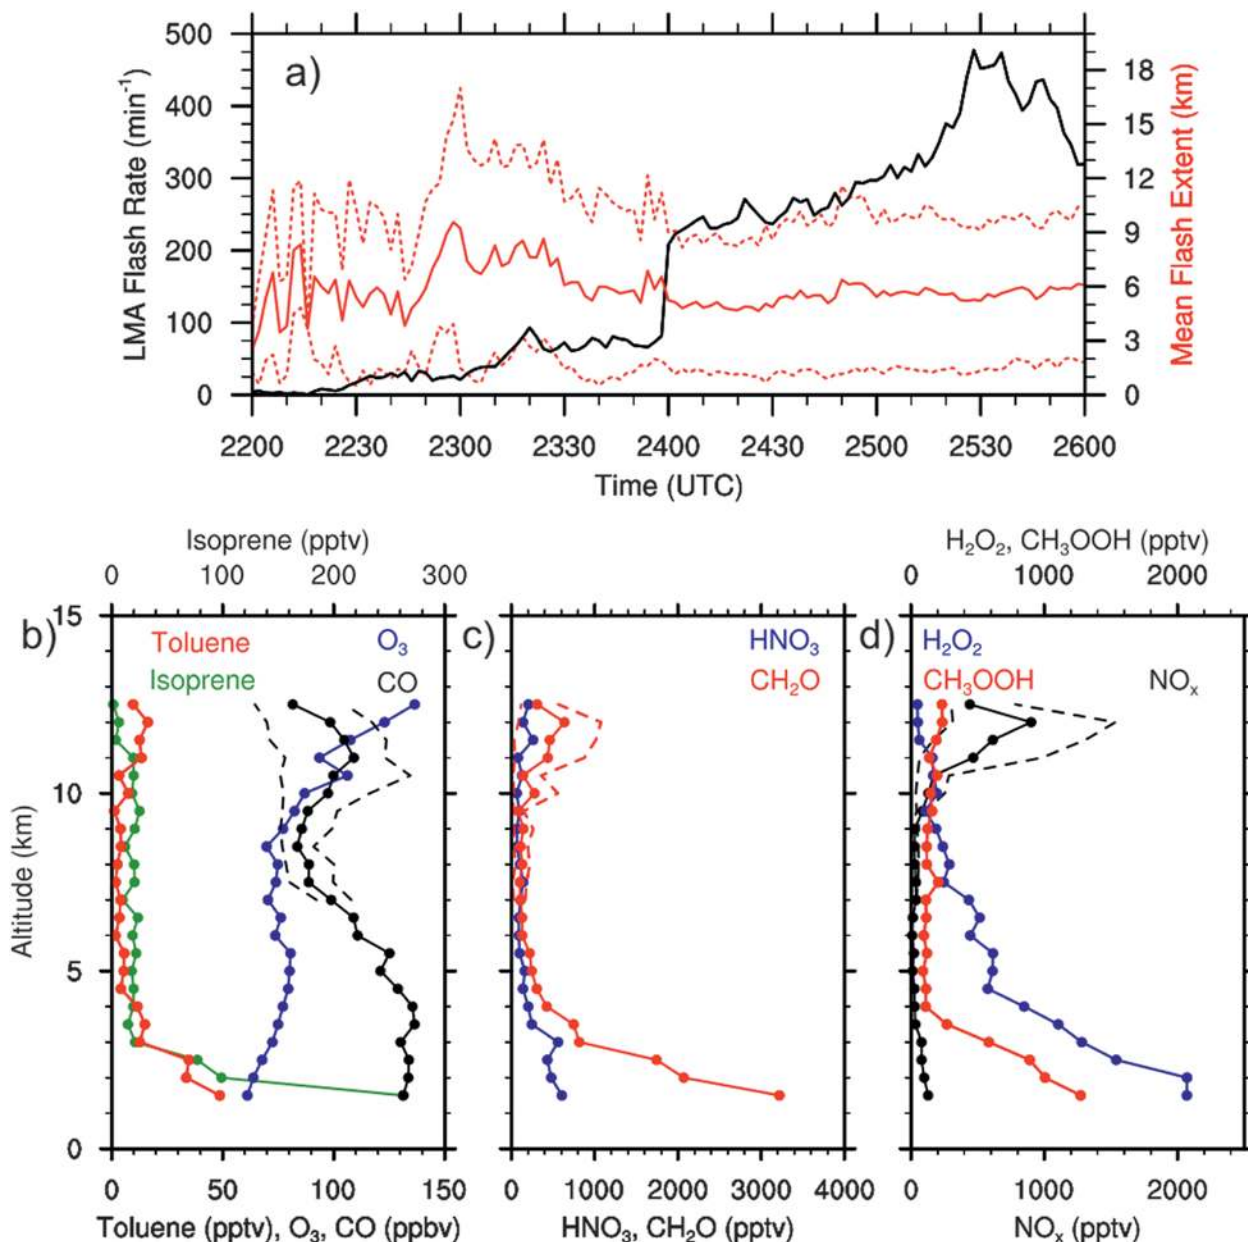 a)
500
400
300
200
100
0
LMA Flash Rate (min⁻¹)
18
15
12
9
6
3
0
Mean Flash Extent (km)
2200 2230 2300 2330 2400 2430 2500 2530 2600
Time (UTC)
Isoprene (pptv)
0 100 200 300
H₂O₂, CH₃OOH (pptv)
0 1000 2000
15
10
5
0
Altitude (km)
b)
Toluene O₃
Isoprene CO
c)
HNO₃
CH₂O
d)
H₂O₂
CH₃OOH NOₓ
0 50 100 150
Toluene (pptv), O₃, CO (ppbv)
0 1000 2000 3000 4000
HNO₃, CH₂O (pptv)
0 1000 2000
NOₓ (pptv)